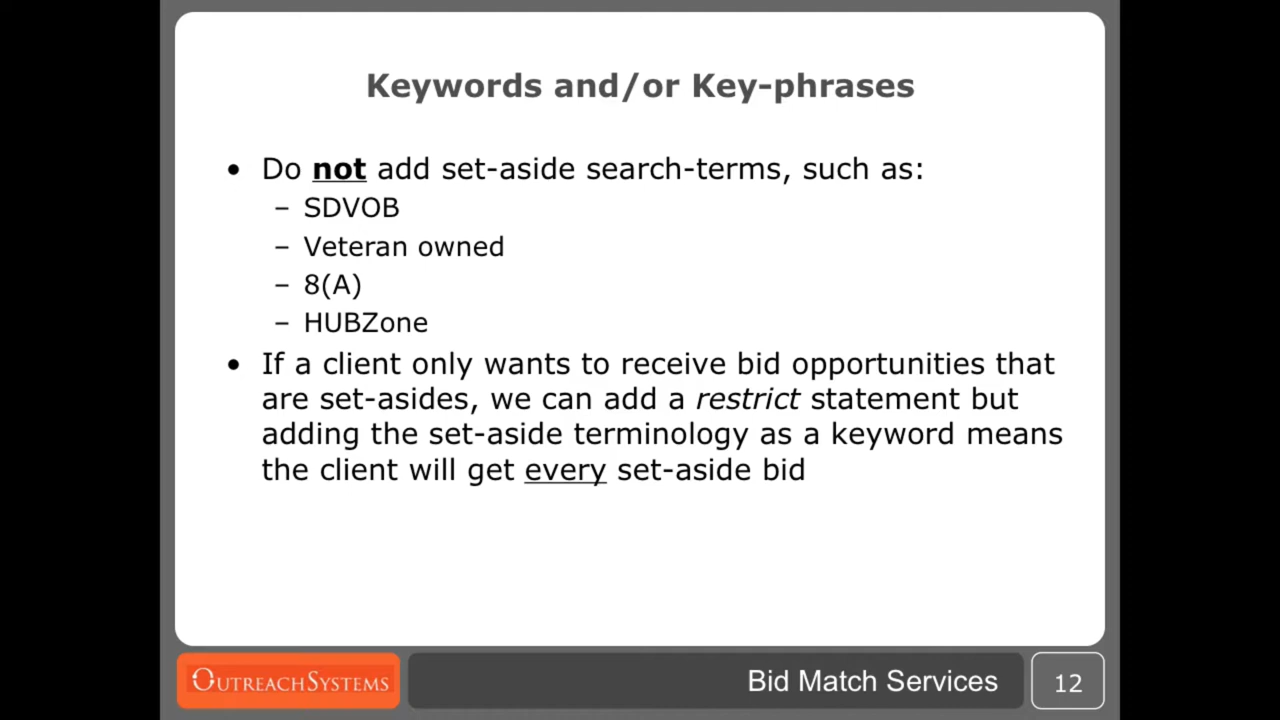 Keywords and/or Key-phrases
• Do not add set-aside search-terms, such as:
– SDVOB
– Veteran owned
– 8(A)
– HUBZone
• If a client only wants to receive bid opportunities that
are set-asides, we can add a restrict statement but
adding the set-aside terminology as a keyword means
the client will get every set-aside bid
OUTREACHSYSTEMS
Bid Match Services
12